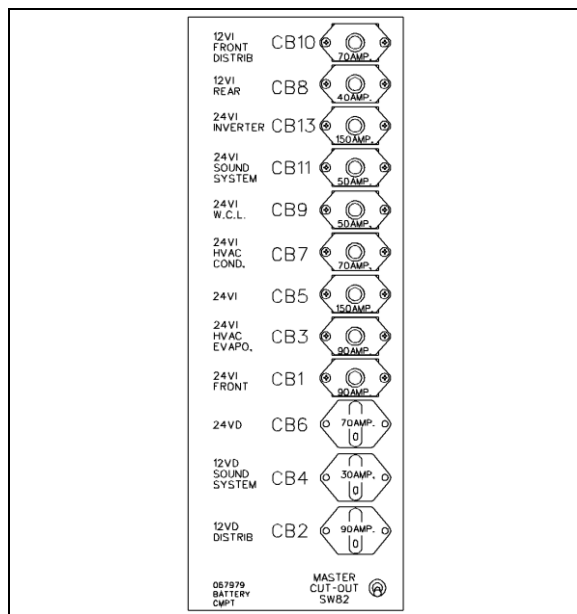 12VI
FRONT
DISTRIB
CB10
70AMP.
12VI
REAR
CB8
40AMP.
24VI
INVERTER
CB13
150AMP.
24VI
SOUND
SYSTEM
CB11
50AMP.
24VI
W.C.L.
CB9
50AMP.
24VI
HVAC
COND.
CB7
70AMP.
24VI
CB5
150AMP.
24VI
HVAC
EVAPO.
CB3
90AMP.
24VI
FRONT
CB1
90AMP.
24VD
CB6
70AMP.
12VD
SOUND
SYSTEM
CB4
30AMP.
12VD
DISTRIB
CB2
90AMP.
067979
BATTERY
CMPT
MASTER
CUT-OUT
SW82